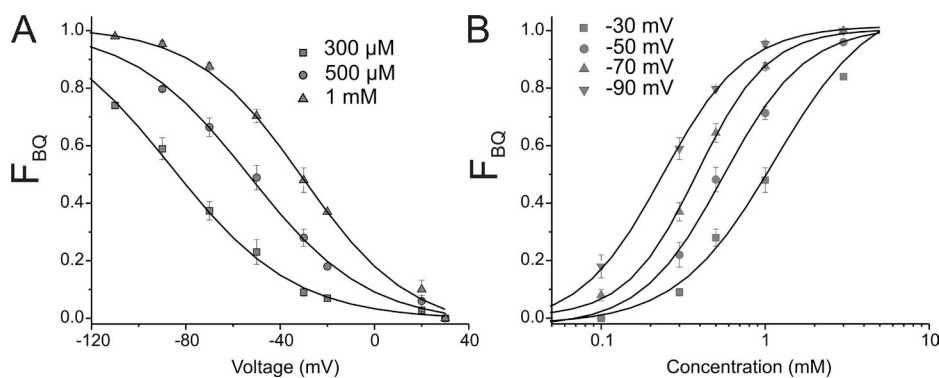 A
300 µM
500 µM
1 mM
F_BQ
1.0
0.8
0.6
0.4
0.2
0.0
-120 -80 -40 0 40
Voltage (mV)
B
-30 mV
-50 mV
-70 mV
-90 mV
F_BQ
1.0
0.8
0.6
0.4
0.2
0.0
0.1 1 10
Concentration (mM)